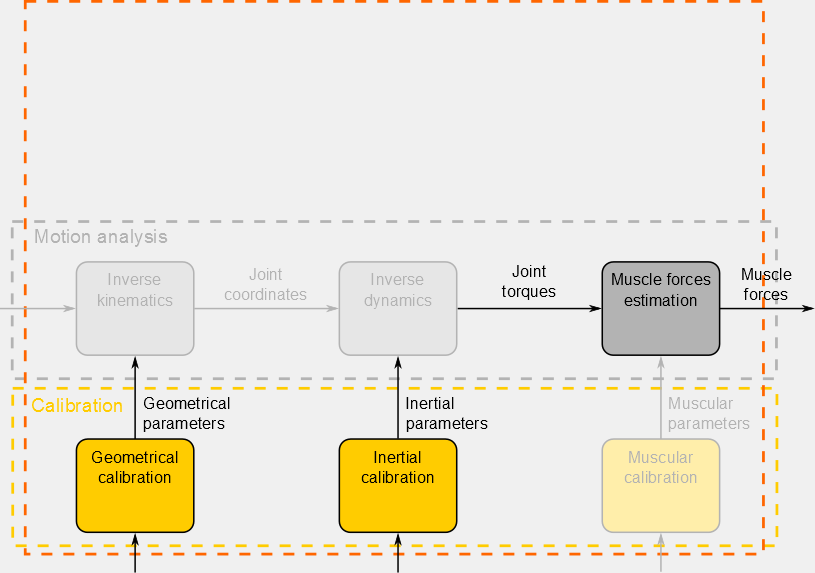 Motion analysis
Inverse
kinematics
Joint
coordinates
Inverse
dynamics
Joint
torques
Muscle forces
estimation
Muscle
forces
Calibration
Geometrical
parameters
Inertial
parameters
Muscular
parameters
Geometrical
calibration
Inertial
calibration
Muscular
calibration